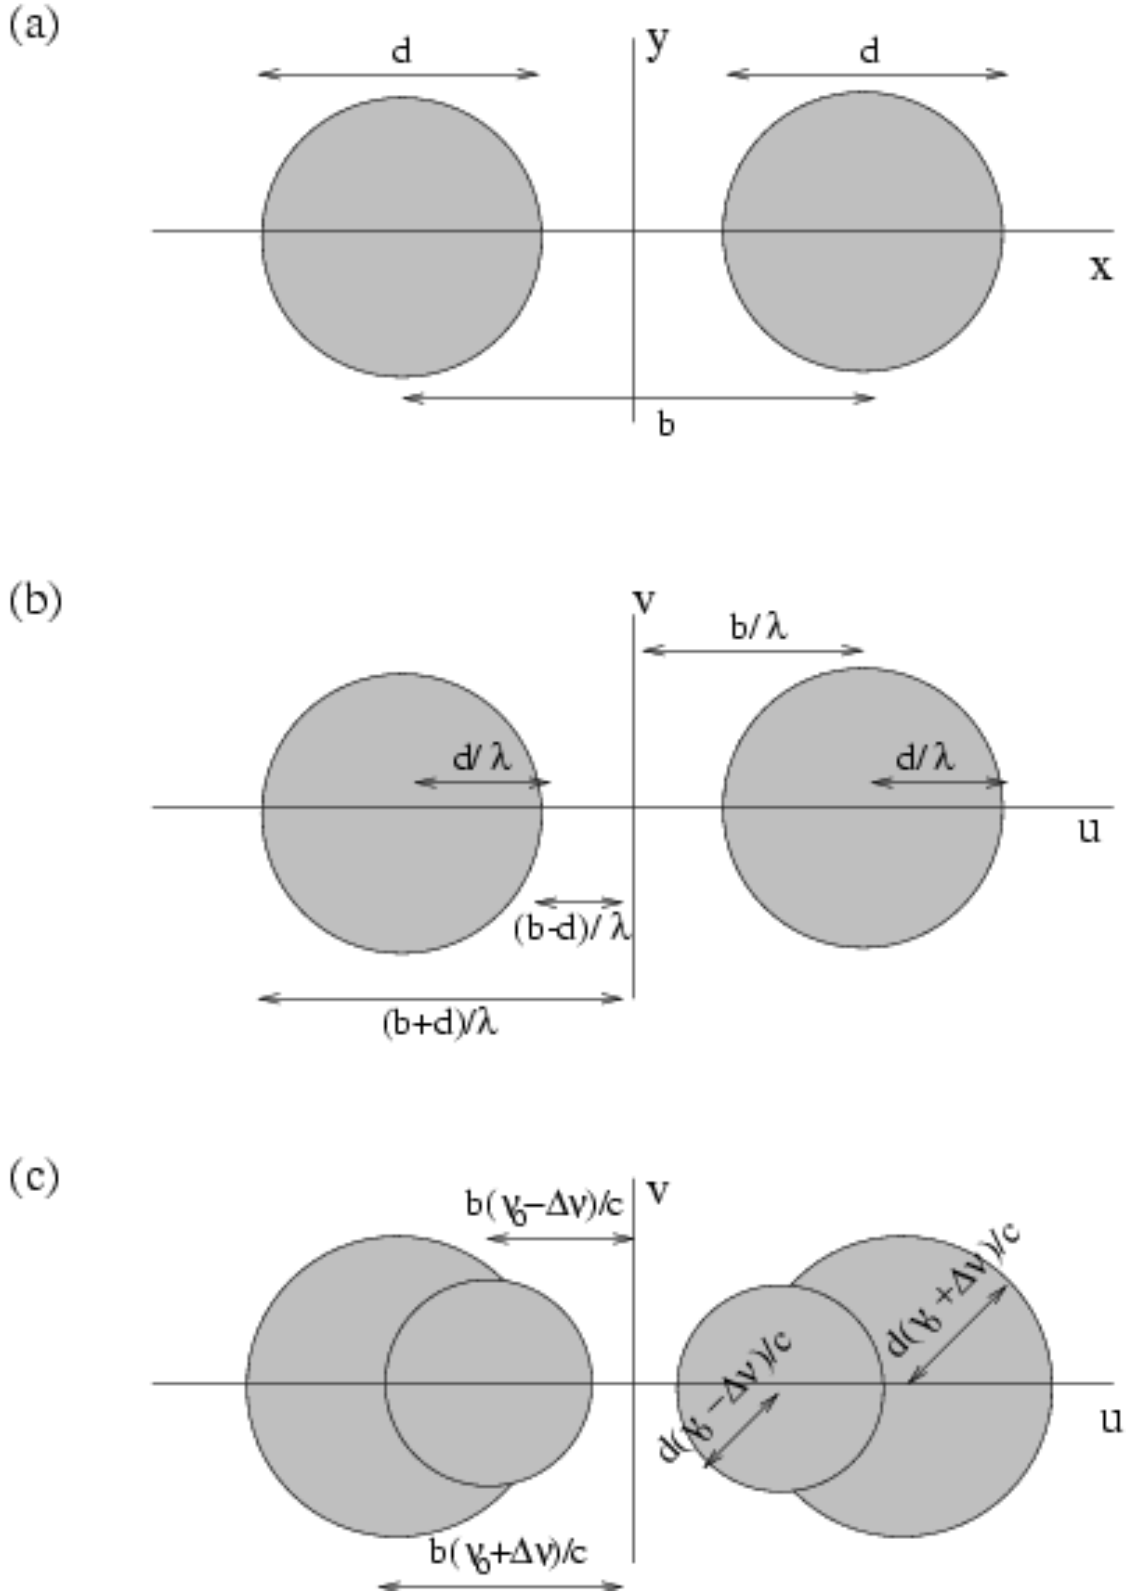 (a)
y
d
d
x
b
(b)
v
b/λ
d/λ
d/λ
u
(b-d)/λ
(b+d)/λ
(c)
v
b(ν₀−Δν)/c
d(ν₀+Δν)/c
d(ν₀−Δν)/c
u
b(ν₀+Δν)/c